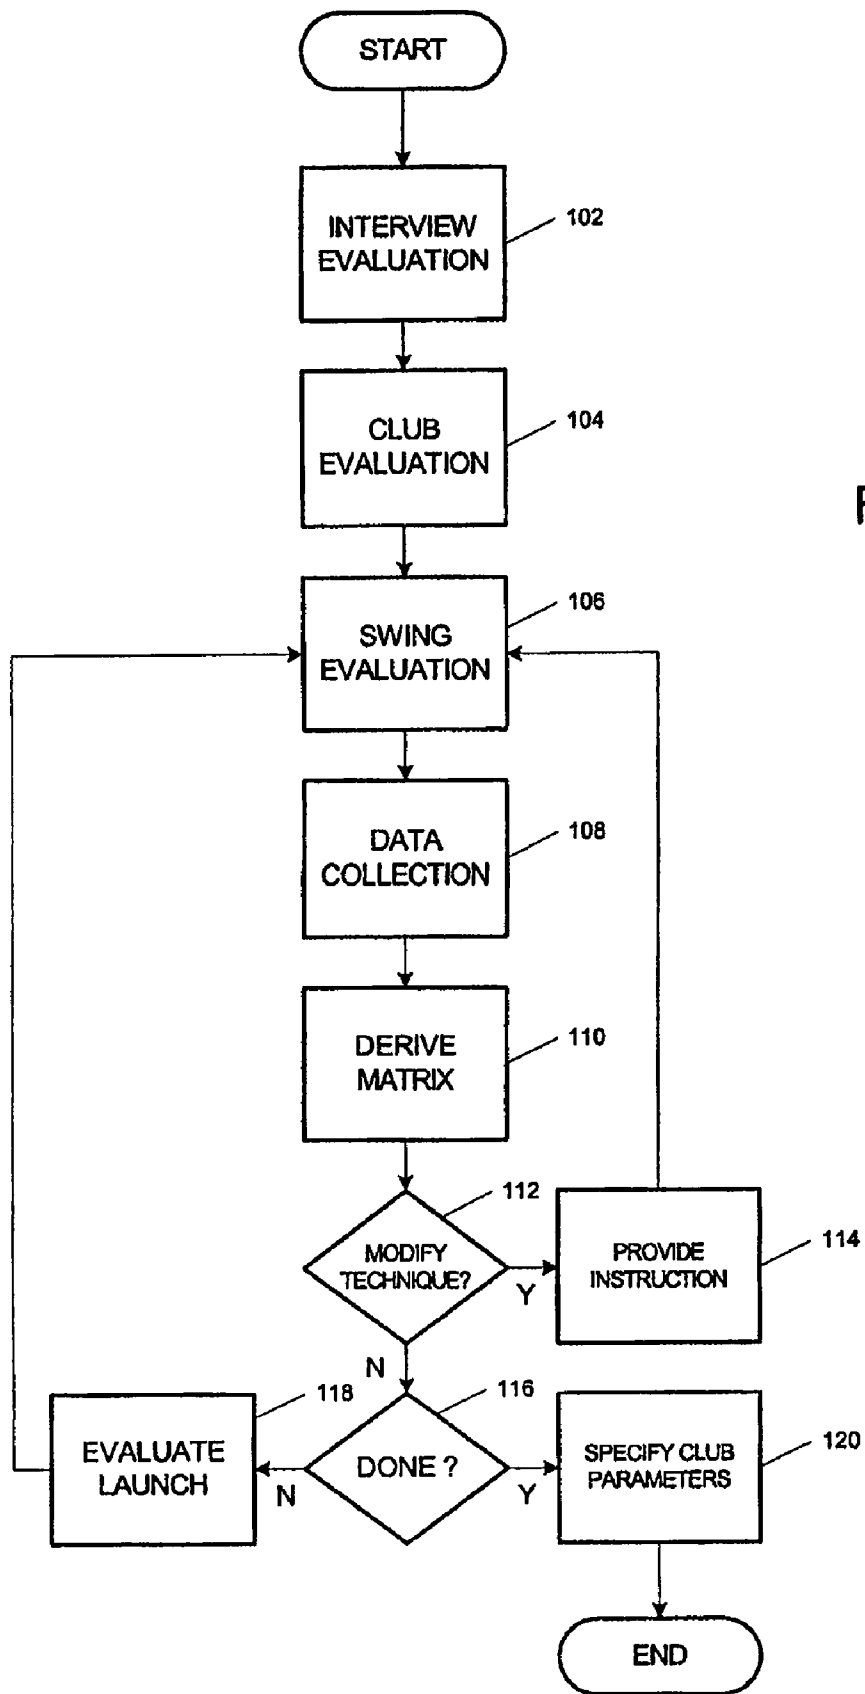 START
INTERVIEW
EVALUATION
102
CLUB
EVALUATION
104
SWING
EVALUATION
106
DATA
COLLECTION
108
DERIVE
MATRIX
110
MODIFY
TECHNIQUE?
112
Y
PROVIDE
INSTRUCTION
114
N
DONE ?
116
N
EVALUATE
LAUNCH
118
Y
SPECIFY CLUB
PARAMETERS
120
END